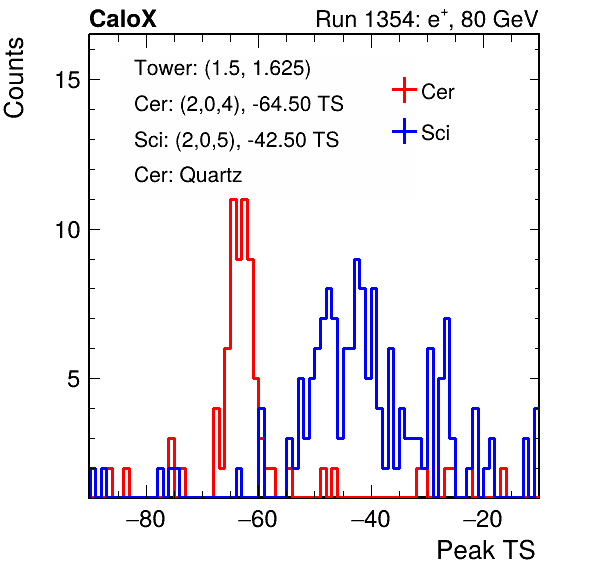 CaloX Run 1354: e⁺, 80 GeV
Counts
Tower: (1.5, 1.625)
Cer: (2,0,4), -64.50 TS
Sci: (2,0,5), -42.50 TS
Cer: Quartz
Cer
Sci
15
10
5
−80 −60 −40 −20
Peak TS